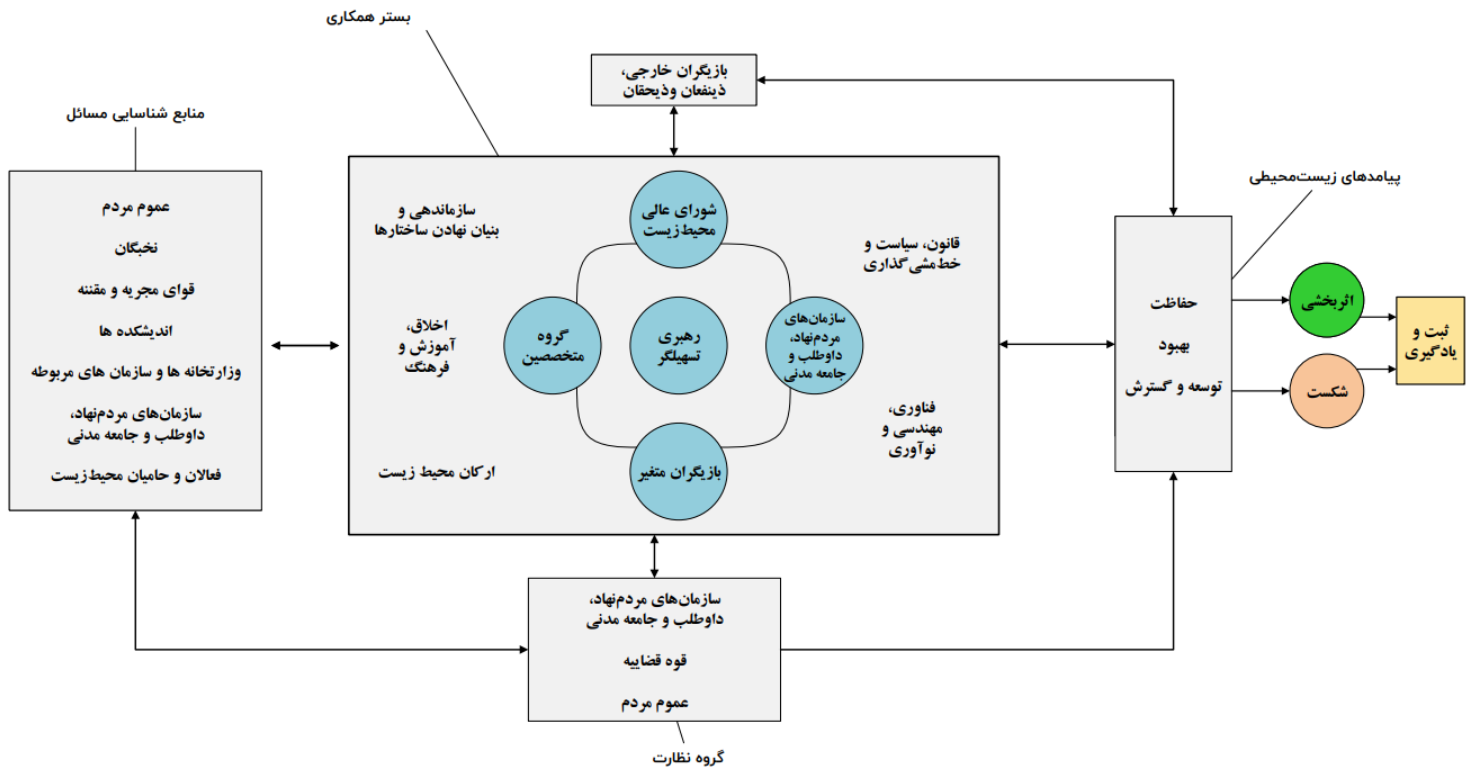 بستر همکاری
بازیگران خارجی،
ذینفعان وذیحقان
منابع شناسایی مسائل
عموم مردم
نخبگان
قوای مجریه و مقننه
اندیشکده ها
وزارتخانه ها و سازمان های مربوطه
سازمان‌های مردم‌نهاد،
داوطلب و جامعه مدنی
فعالان و حامیان محیط‌زیست
سازماندهی و
بنیان نهادن ساختارها
اخلاق،
آموزش و
فرهنگ
ارکان محیط زیست
شورای عالی
محیط‌زیست
گروه
متخصصین
رهبری
تسهیلگر
سازمان‌های
مردم‌نهاد،
داوطلب و
جامعه مدنی
بازیگران متغیر
قانون، سیاست و
خط‌مشی‌گذاری
فناوری،
مهندسی و
نوآوری
پیامدهای زیست‌محیطی
حفاظت
بهبود
توسعه و گسترش
اثربخشی
شکست
ثبت و
یادگیری
سازمان‌های مردم‌نهاد،
داوطلب و جامعه مدنی
قوه قضاییه
عموم مردم
گروه نظارت